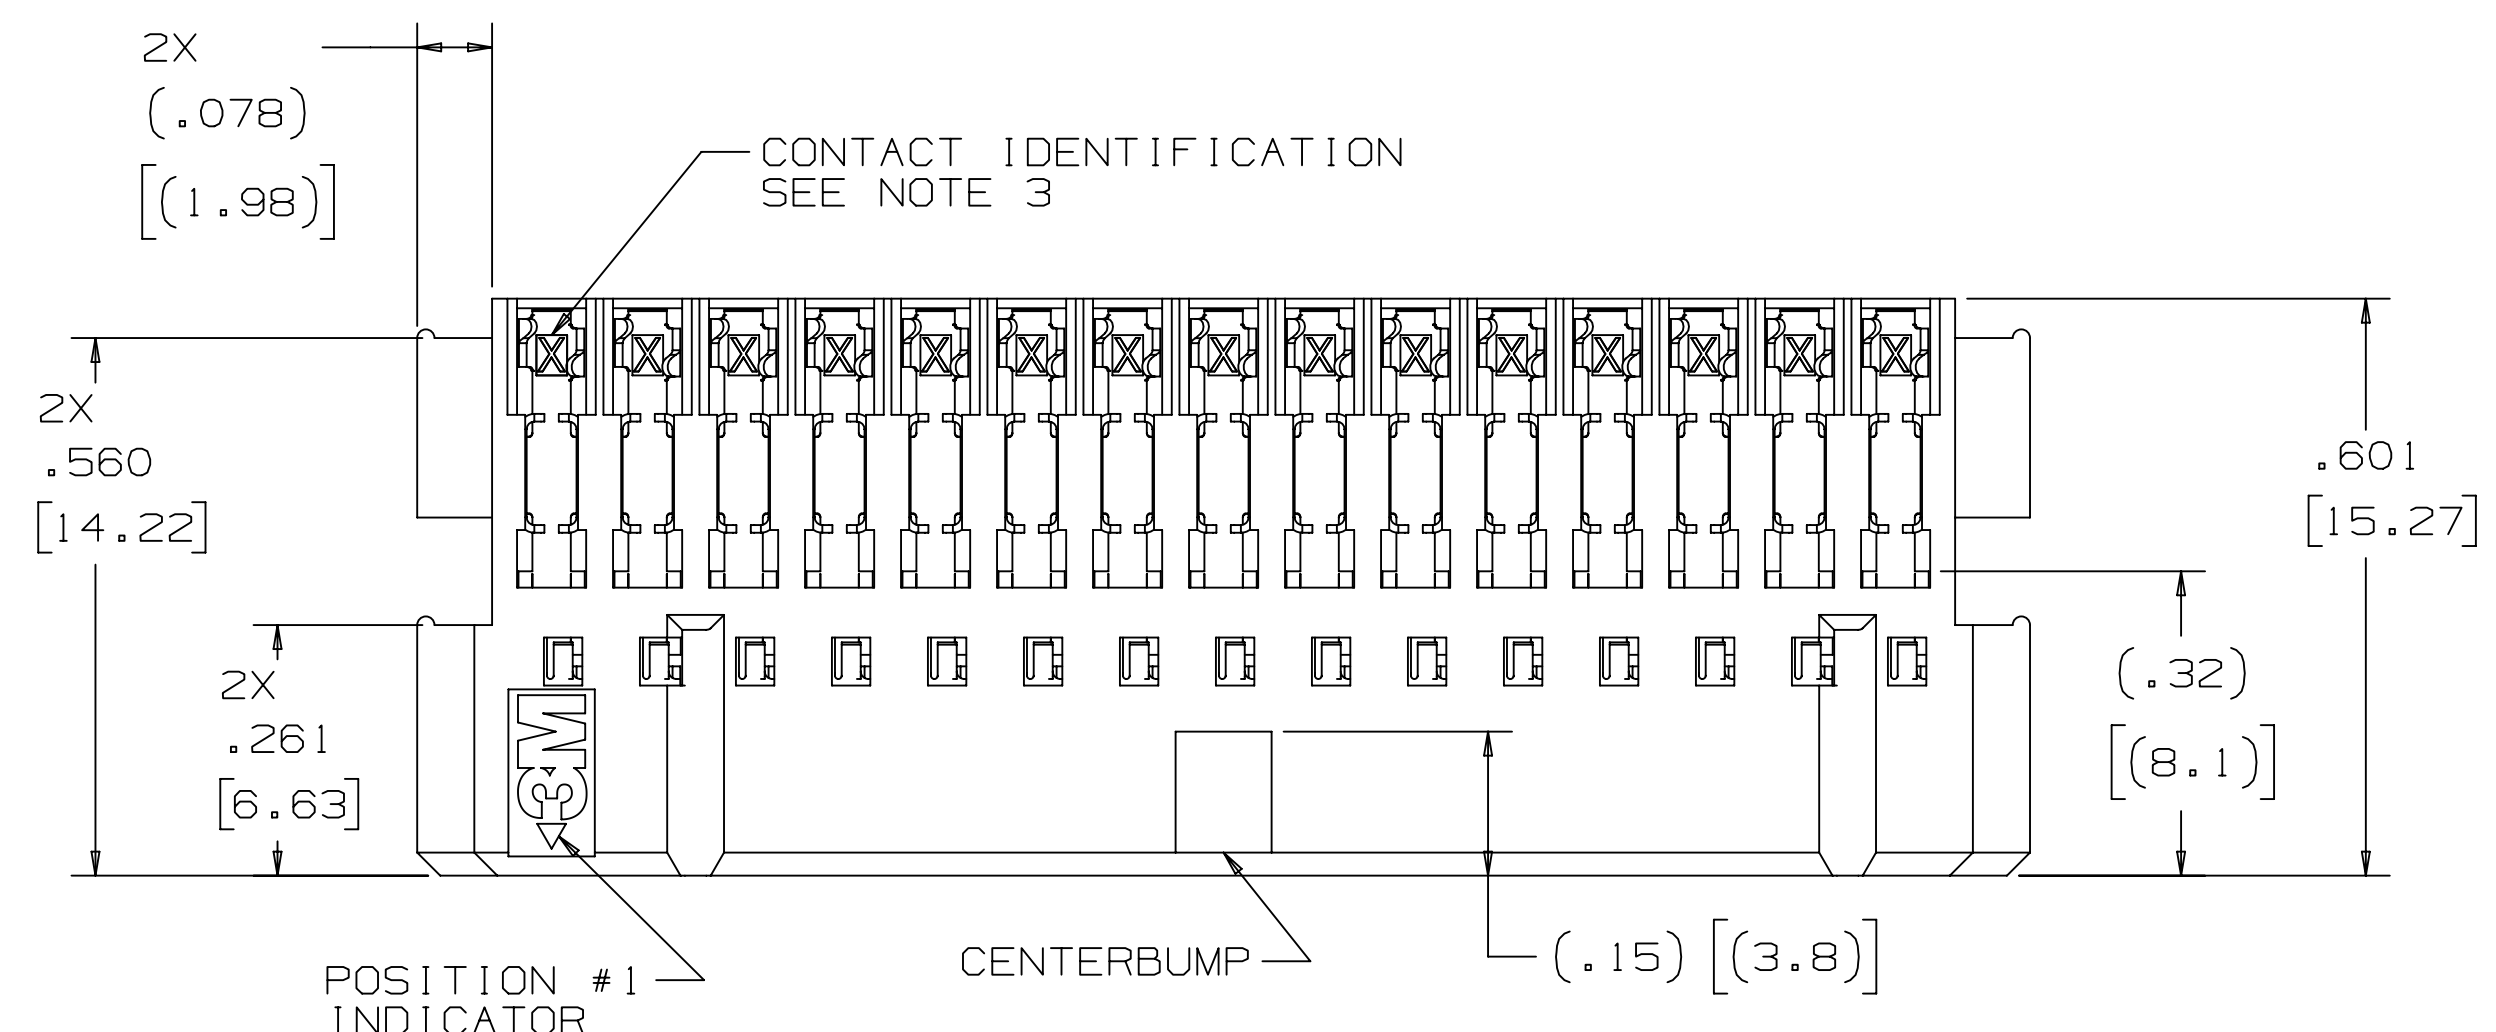 2X
(.078)
[(1.98)]
CONTACT IDENTIFICATION
SEE NOTE 3
X X X X X X X X X X X X X X X
2X
.560
[14.22]
.601
[15.27]
2X
.261
[6.63]
(.32)
[(8.1)]
3M
(.15) [(3.8)]
CENTERBUMP
POSITION #1
INDICATOR